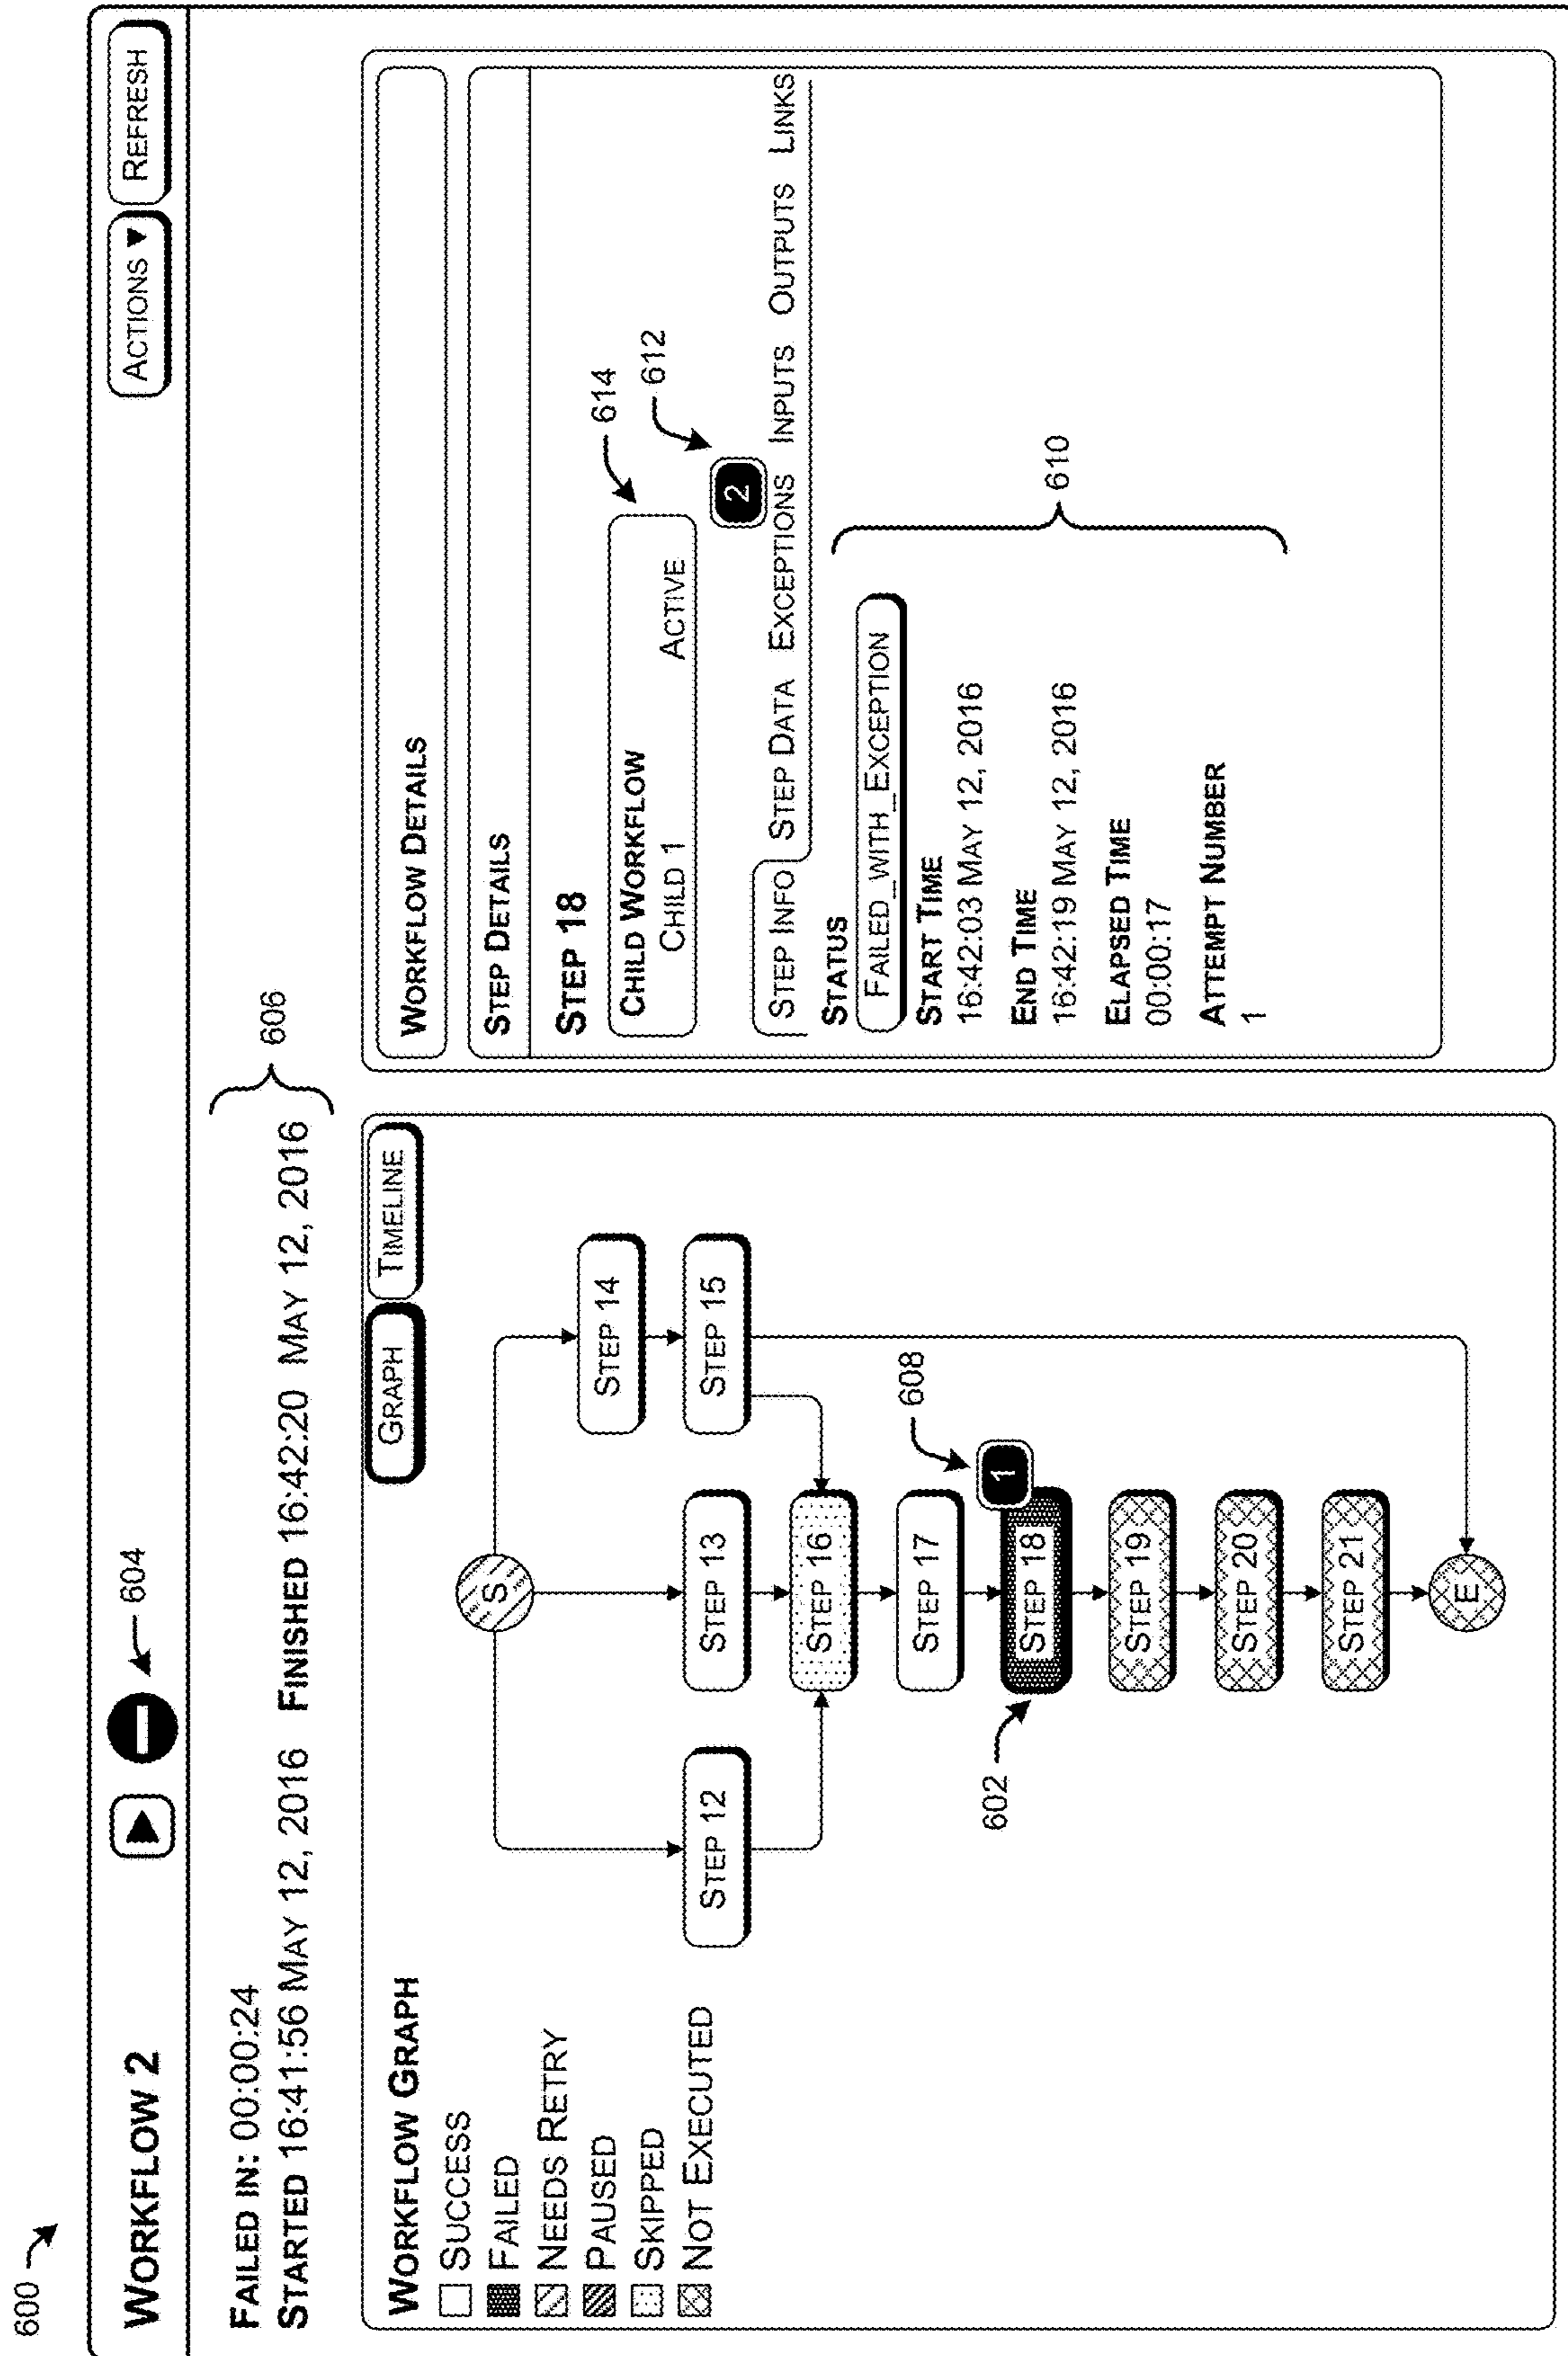 600
WORKFLOW 2
604
ACTIONS ▼
REFRESH
FAILED IN: 00:00:24
STARTED 16:41:56 MAY 12, 2016 FINISHED 16:42:20 MAY 12, 2016
606
GRAPH
TIMELINE
WORKFLOW GRAPH
SUCCESS
FAILED
NEEDS RETRY
PAUSED
SKIPPED
NOT EXECUTED
S
STEP 14
STEP 12
STEP 13
STEP 15
STEP 16
STEP 17
608
1
602
STEP 18
STEP 19
STEP 20
STEP 21
E
WORKFLOW DETAILS
STEP DETAILS
STEP 18
614
CHILD WORKFLOW
CHILD 1 ACTIVE
612
2
STEP INFO STEP DATA EXCEPTIONS INPUTS OUTPUTS LINKS
STATUS
FAILED_WITH_EXCEPTION
START TIME
16:42:03 MAY 12, 2016
END TIME
16:42:19 MAY 12, 2016
ELAPSED TIME
00:00:17
ATTEMPT NUMBER
1
610